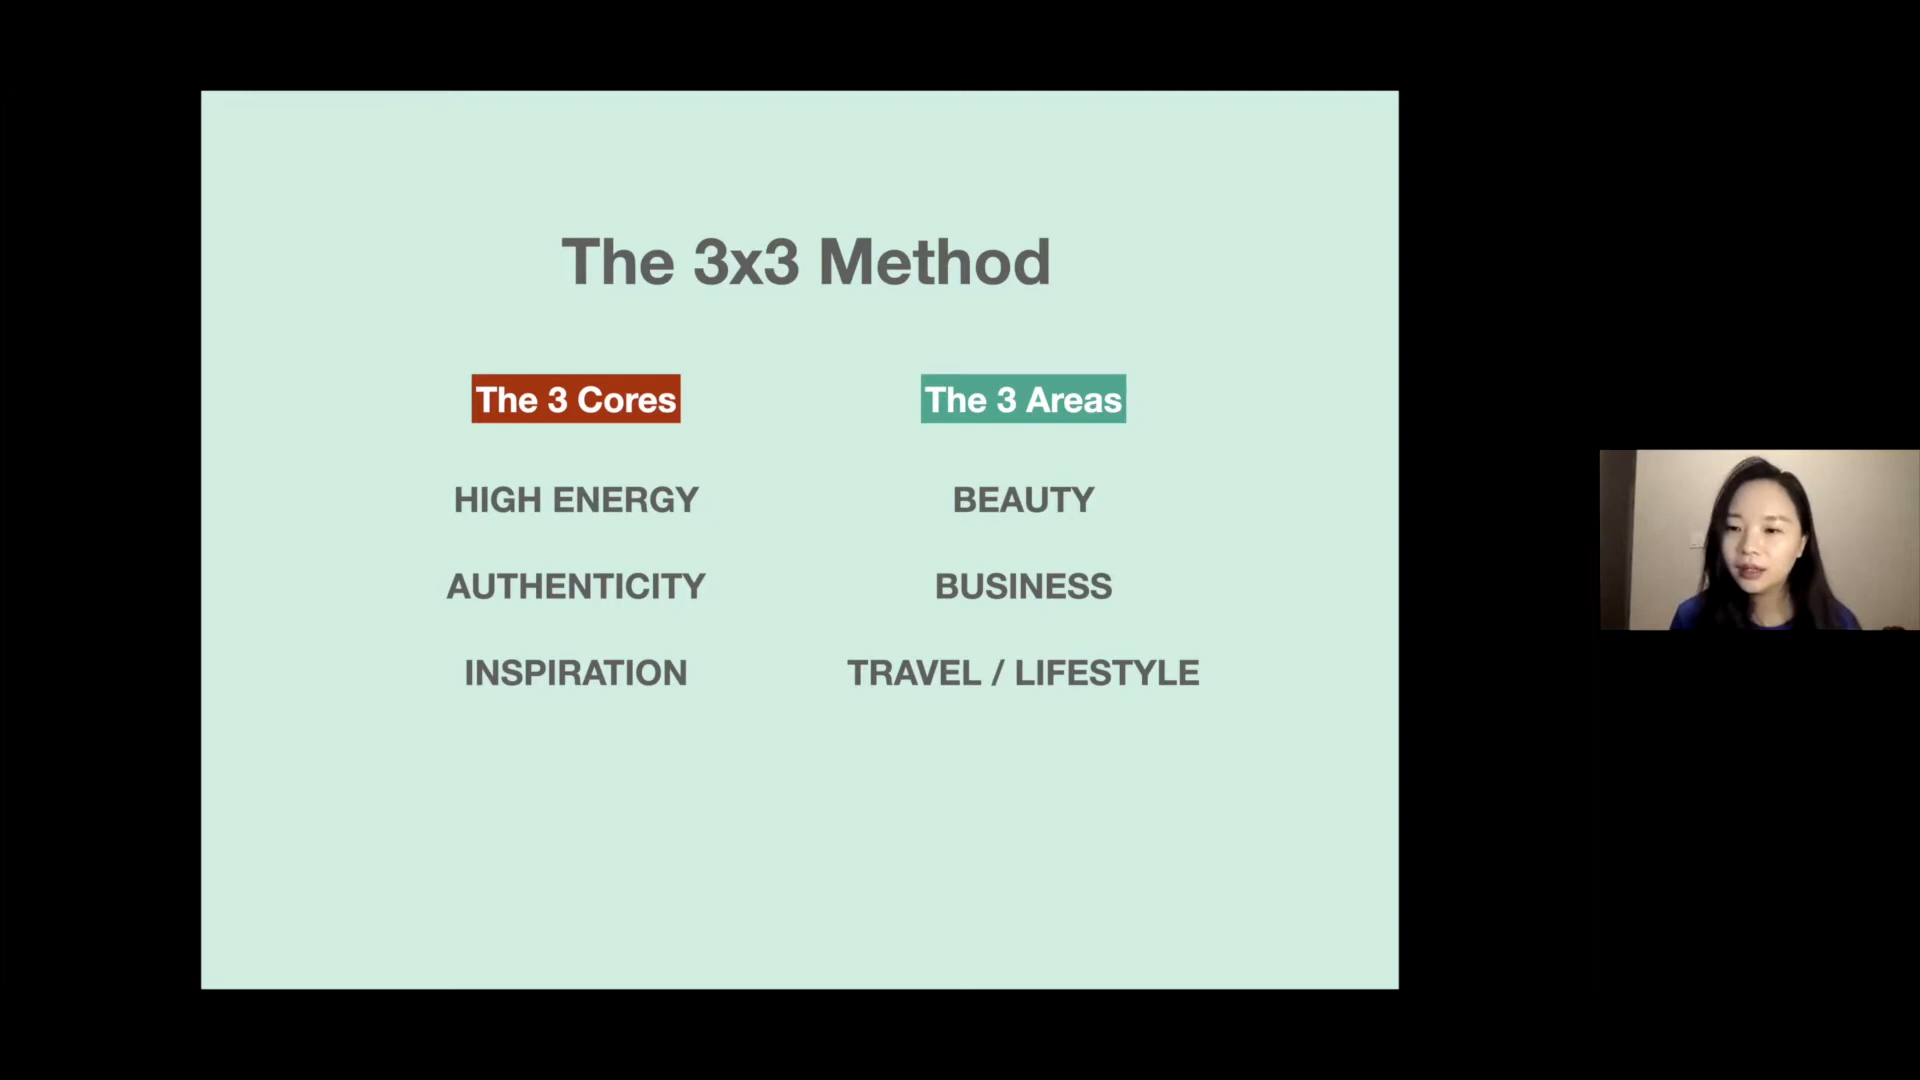 The 3x3 Method
The 3 Cores
HIGH ENERGY
AUTHENTICITY
INSPIRATION
The 3 Areas
BEAUTY
BUSINESS
TRAVEL / LIFESTYLE